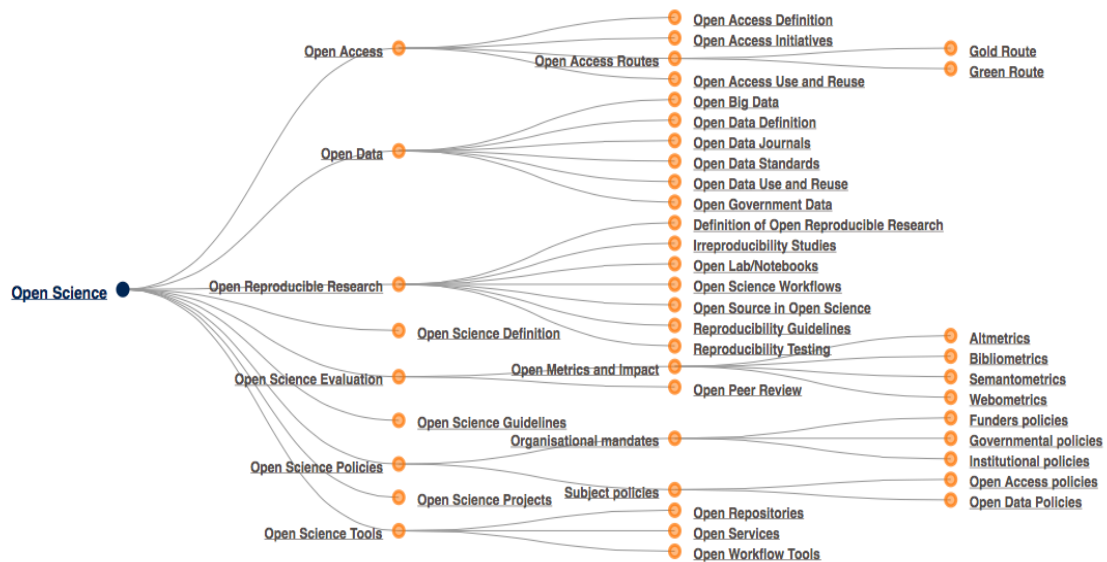 Open Science
Open Access
Open Access Definition
Open Access Initiatives
Open Access Routes
Gold Route
Green Route
Open Access Use and Reuse
Open Data
Open Big Data
Open Data Definition
Open Data Journals
Open Data Standards
Open Data Use and Reuse
Open Government Data
Open Reproducible Research
Definition of Open Reproducible Research
Irreproducibility Studies
Open Lab/Notebooks
Open Science Workflows
Open Source in Open Science
Reproducibility Guidelines
Reproducibility Testing
Open Science Definition
Open Science Evaluation
Open Metrics and Impact
Altmetrics
Bibliometrics
Semantometrics
Webometrics
Open Peer Review
Open Science Guidelines
Open Science Policies
Organisational mandates
Funders policies
Governmental policies
Institutional policies
Subject policies
Open Access policies
Open Data Policies
Open Science Projects
Open Science Tools
Open Repositories
Open Services
Open Workflow Tools